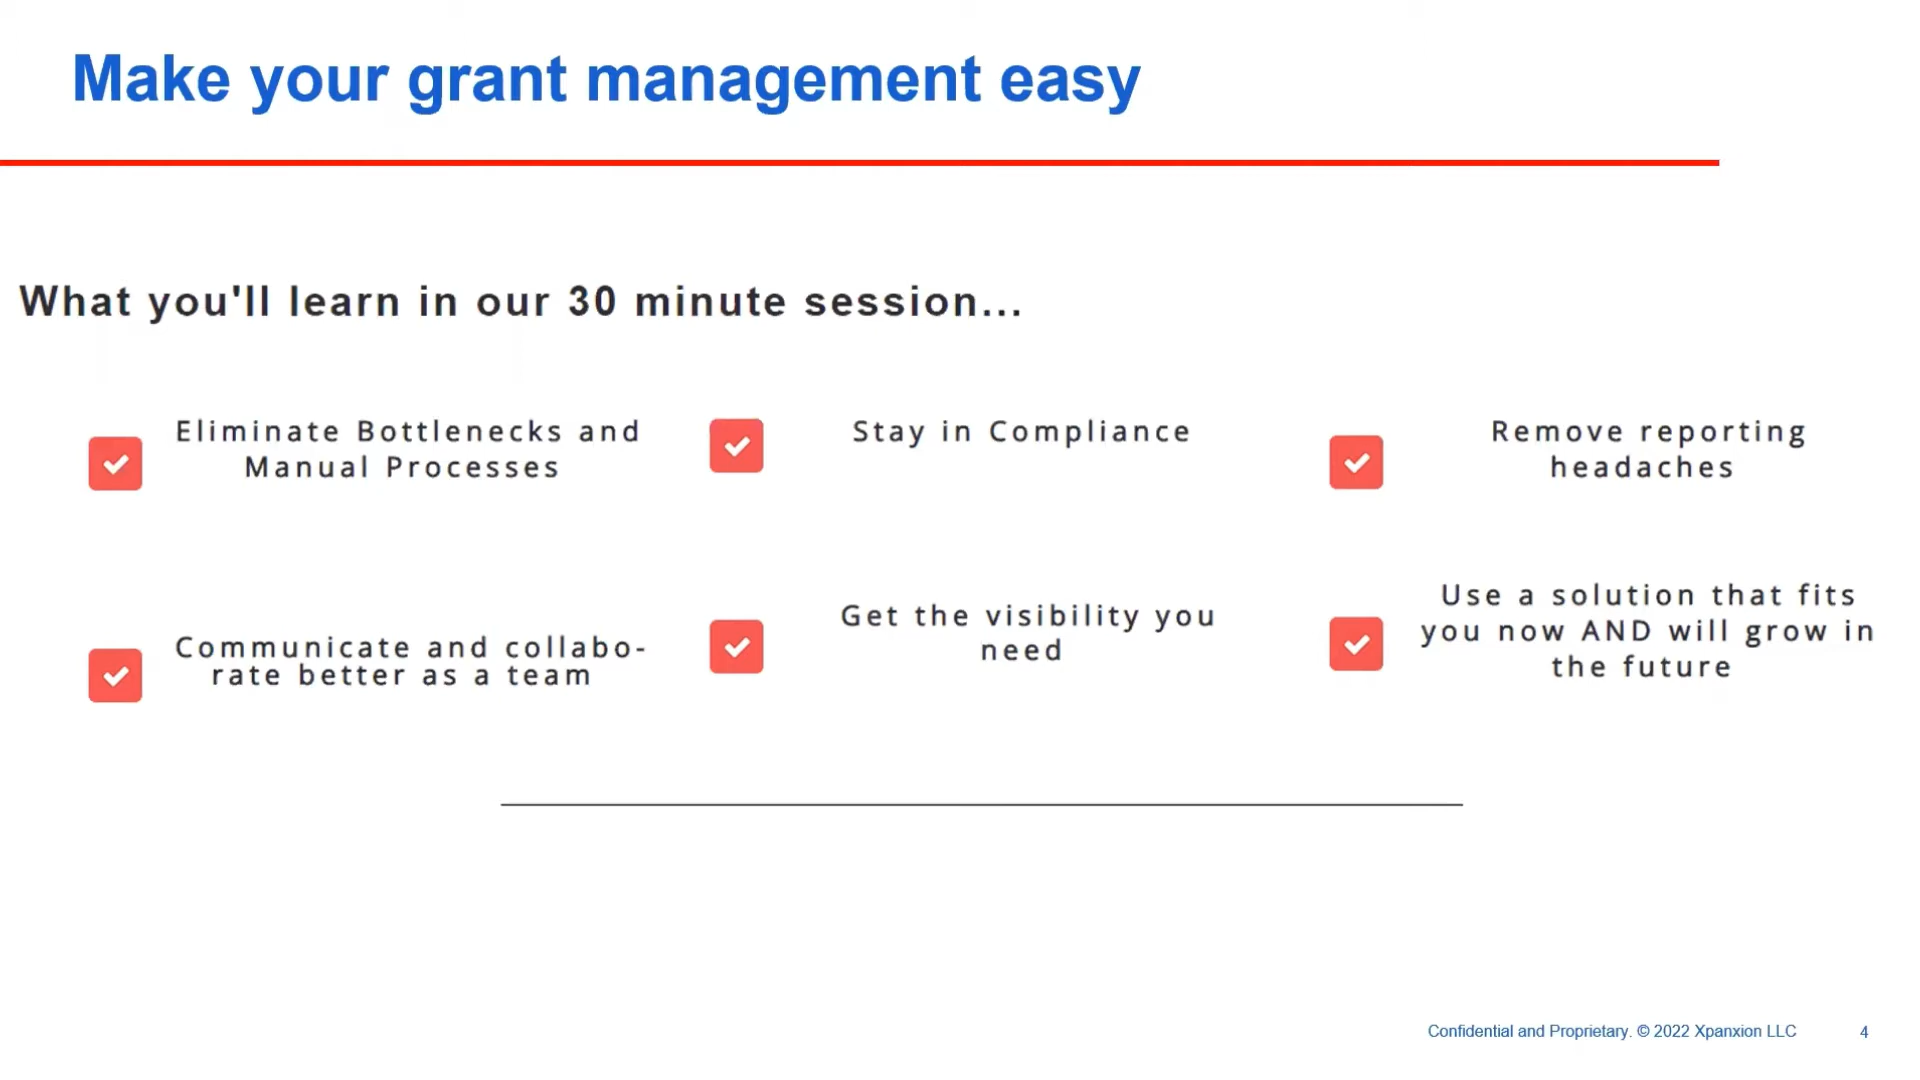 Make your grant management easy
What you'll learn in our 30 minute session...
Eliminate Bottlenecks and
Manual Processes
Stay in Compliance
Remove reporting
headaches
Communicate and collabo-
rate better as a team
Get the visibility you
need
Use a solution that fits
you now AND will grow in
the future
Confidential and Proprietary. © 2022 Xpanxion LLC
4